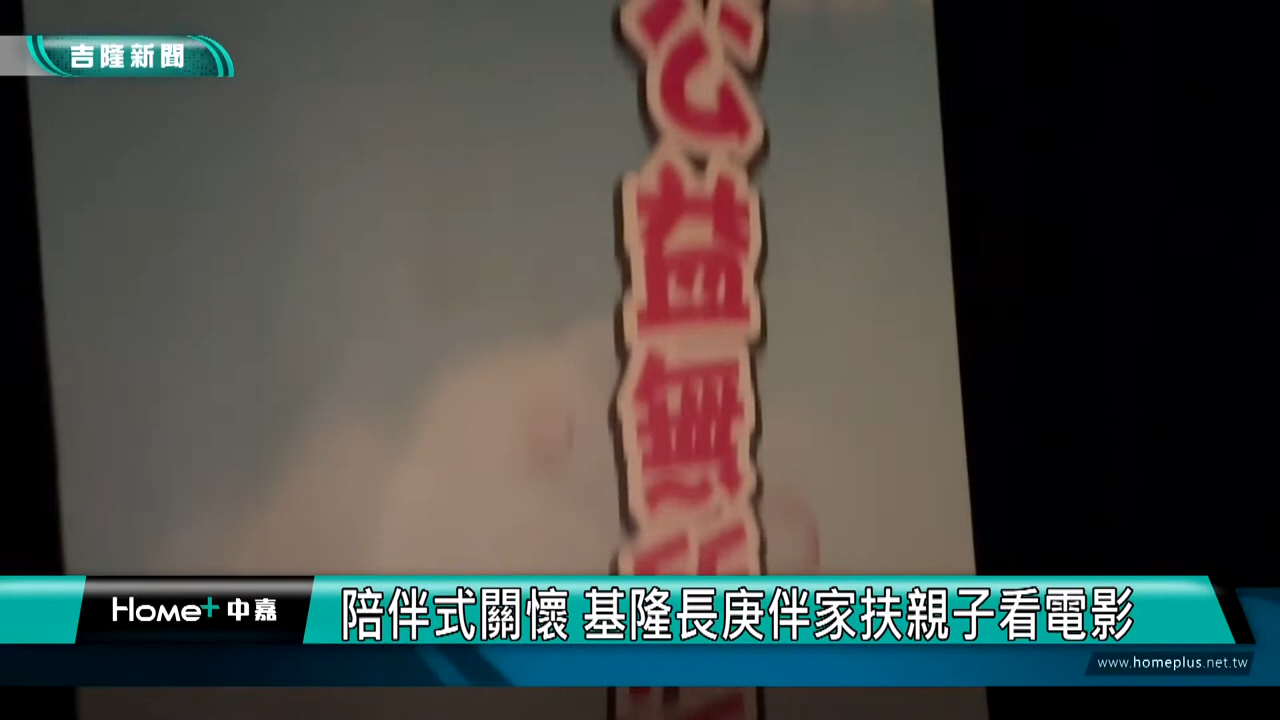 吉隆新聞
公益無
Home+中嘉
陪伴式關懷 基隆長庚伴家扶親子看電影
www.homeplus.net.tw